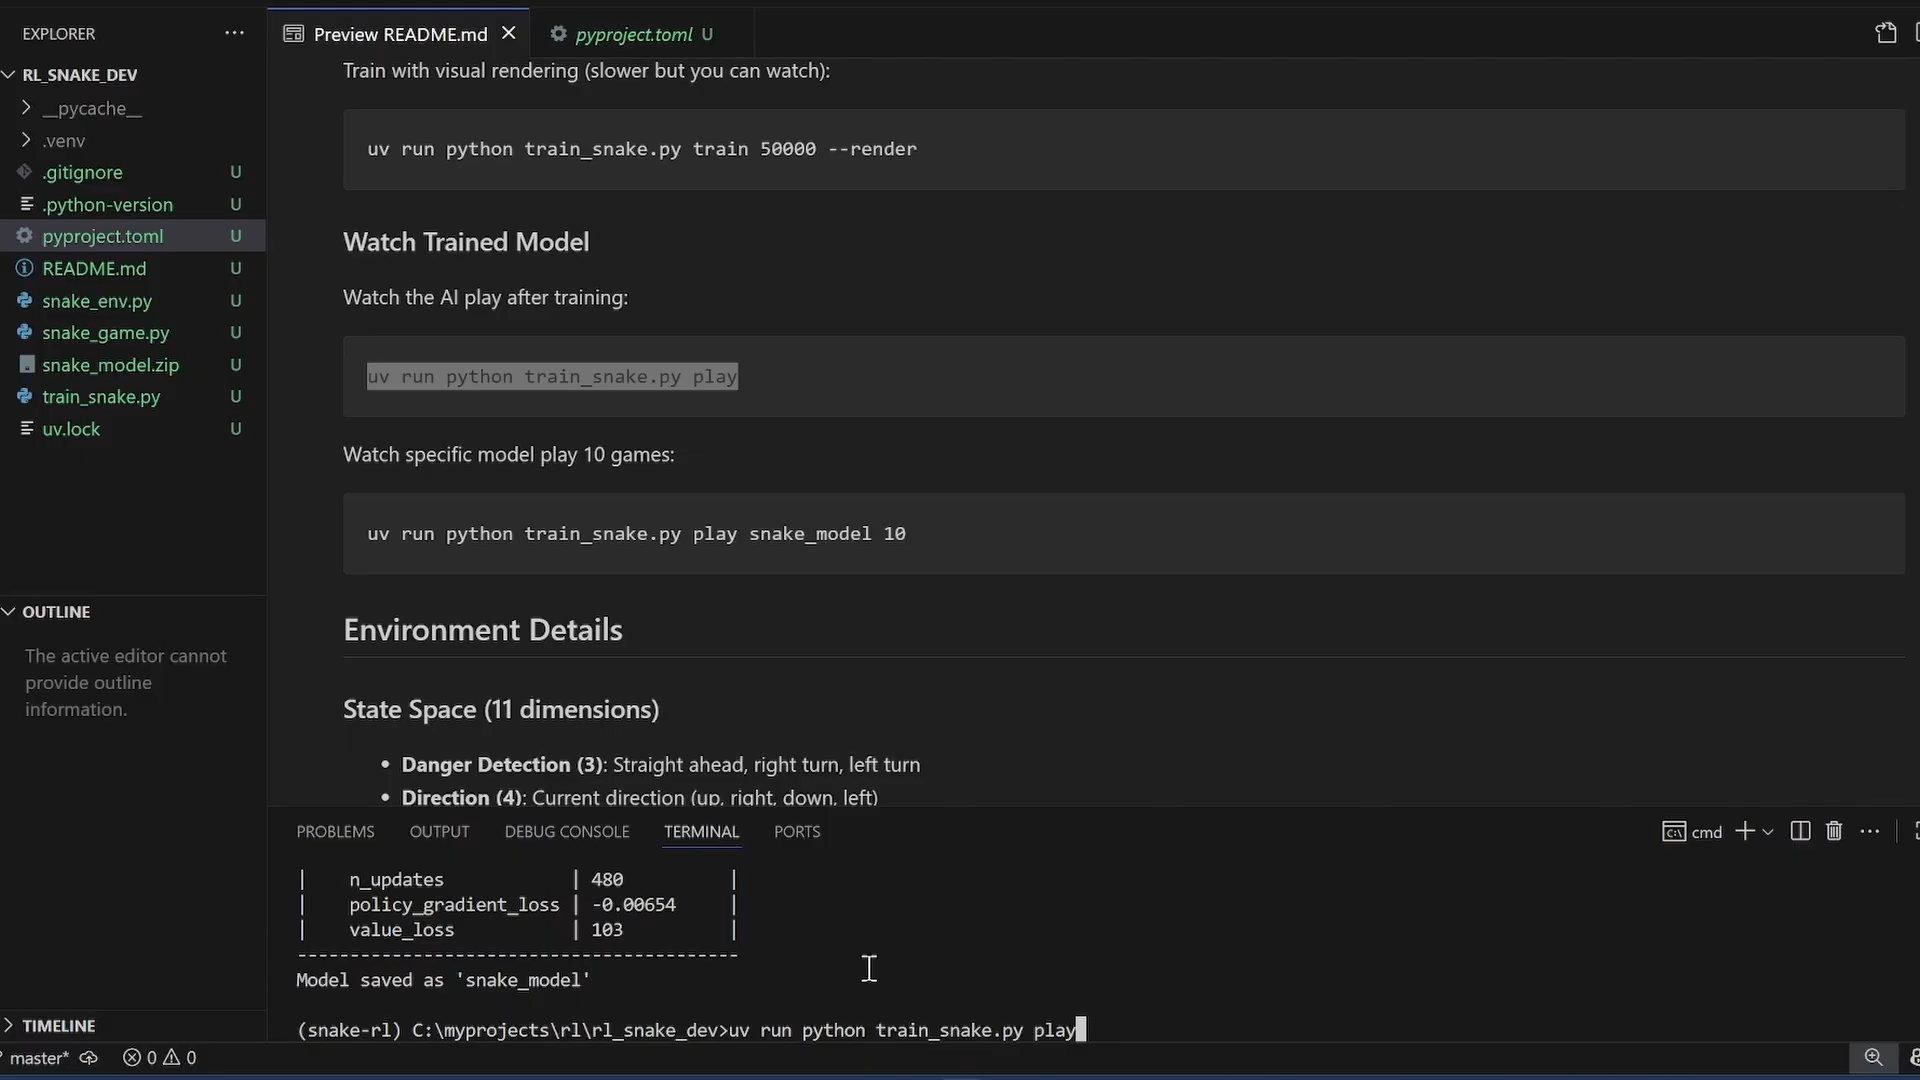 EXPLORER
RL_SNAKE_DEV
__pycache__
.venv
.gitignore U
.python-version U
pyproject.toml U
README.md U
snake_env.py U
snake_game.py U
snake_model.zip U
train_snake.py U
uv.lock U
OUTLINE
The active editor cannot
provide outline
information.
TIMELINE
Preview README.md
pyproject.toml U
Train with visual rendering (slower but you can watch):
uv run python train_snake.py train 50000 --render
Watch Trained Model
Watch the AI play after training:
uv run python train_snake.py play
Watch specific model play 10 games:
uv run python train_snake.py play snake_model 10
Environment Details
State Space (11 dimensions)
• Danger Detection (3): Straight ahead, right turn, left turn
• Direction (4): Current direction (up, right, down, left)
PROBLEMS OUTPUT DEBUG CONSOLE TERMINAL PORTS
cmd
| n_updates | 480 |
| policy_gradient_loss | -0.00654 |
| value_loss | 103 |
-----------------------------------------
Model saved as 'snake_model'
(snake-rl) C:\myprojects\rl\rl_snake_dev>uv run python train_snake.py play
master* 0 0